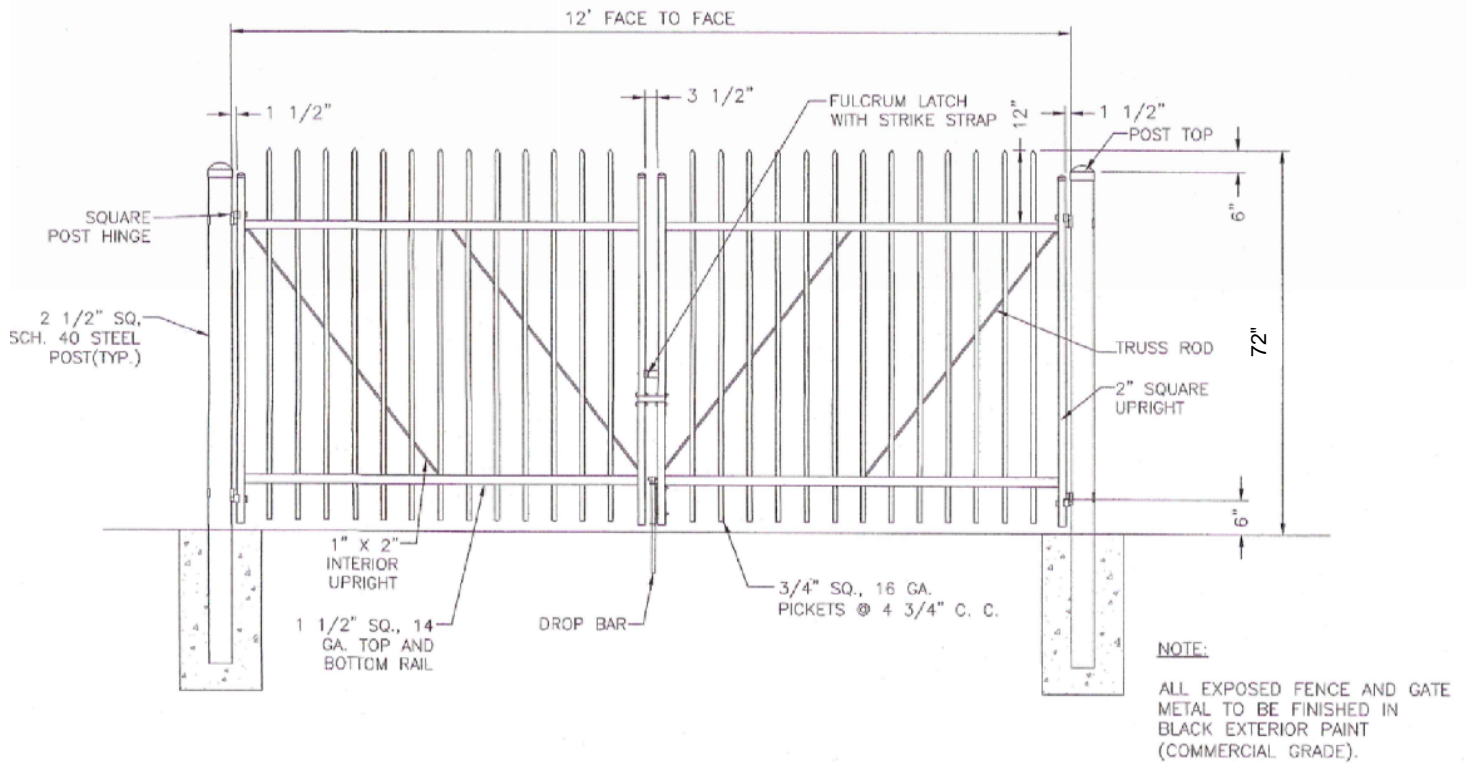 12' FACE TO FACE
1 1/2"
3 1/2"
FULCRUM LATCH
WITH STRIKE STRAP
12"
1 1/2"
POST TOP
6"
SQUARE
POST HINGE
2 1/2" SQ,
SCH. 40 STEEL
POST(TYP.)
72"
TRUSS ROD
2" SQUARE
UPRIGHT
6"
1" X 2"
INTERIOR
UPRIGHT
3/4" SQ., 16 GA.
PICKETS @ 4 3/4" C. C.
DROP BAR
1 1/2" SQ., 14
GA. TOP AND
BOTTOM RAIL
NOTE:
ALL EXPOSED FENCE AND GATE
METAL TO BE FINISHED IN
BLACK EXTERIOR PAINT
(COMMERCIAL GRADE).